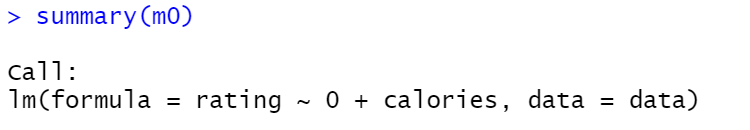 > summary(m0)
Call:
lm(formula = rating ~ 0 + calories, data = data)